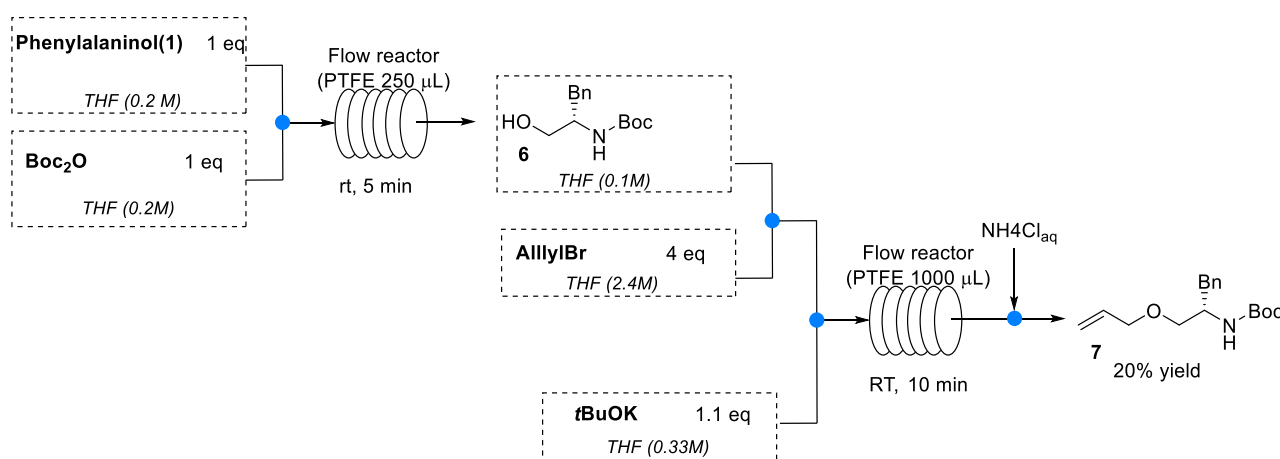 Phenylalaninol(1) 1 eq
THF (0.2 M)
Boc2O 1 eq
THF (0.2M)
Flow reactor
(PTFE 250 µL)
rt, 5 min
Bn
HO
N
H
Boc
6
THF (0.1M)
AlllylBr 4 eq
THF (2.4M)
tBuOK 1.1 eq
THF (0.33M)
Flow reactor
(PTFE 1000 µL)
RT, 10 min
NH4Claq
Bn
O
N
H
Boc
7
20% yield